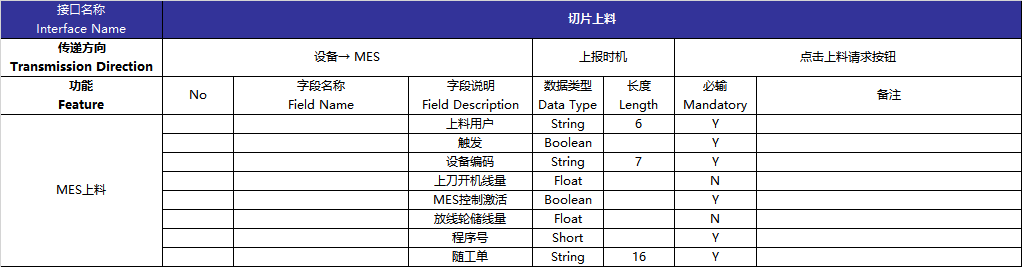 接口名称
Interface Name
切片上料
传递方向
Transmission Direction
设备→ MES
上报时机
点击上料请求按钮
功能
Feature
No
字段名称
Field Name
字段说明
Field Description
数据类型
Data Type
长度
Length
必输
Mandatory
备注
MES上料
上料用户 String 6 Y
触发 Boolean Y
设备编码 String 7 Y
上刀开机线量 Float N
MES控制激活 Boolean Y
放线轮储线量 Float N
程序号 Short Y
随工单 String 16 Y